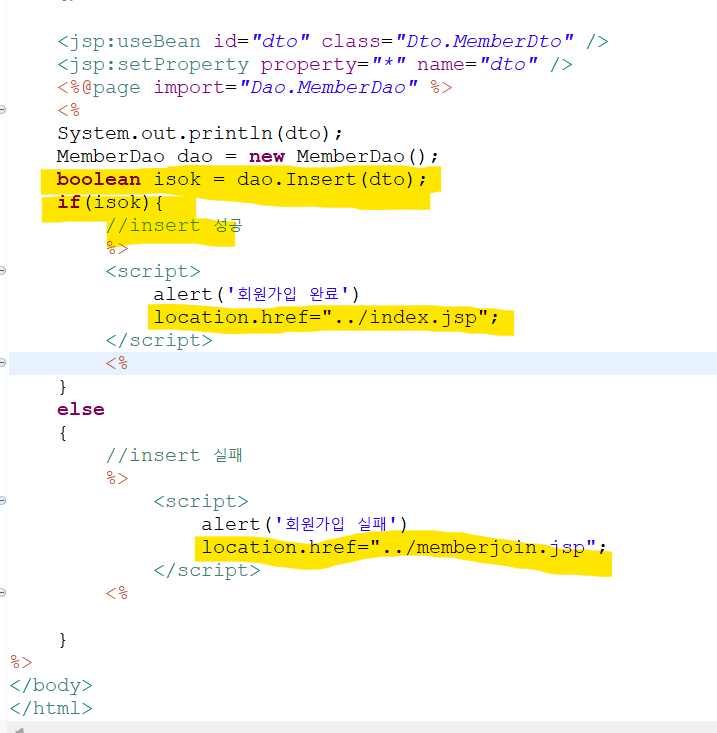 <jsp:useBean id="dto" class="Dto.MemberDto" />
<jsp:setProperty property="*" name="dto" />
<%@page import="Dao.MemberDao" %>
<%
System.out.println(dto);
MemberDao dao = new MemberDao();
boolean isok = dao.Insert(dto);
if(isok){
//insert 성공
%>
<script>
alert('회원가입 완료')
location.href="../index.jsp";
</script>
<%
}
else
{
//insert 실패
%>
<script>
alert('회원가입 실패')
location.href="../memberjoin.jsp";
</script>
<%
}
%>
</body>
</html>